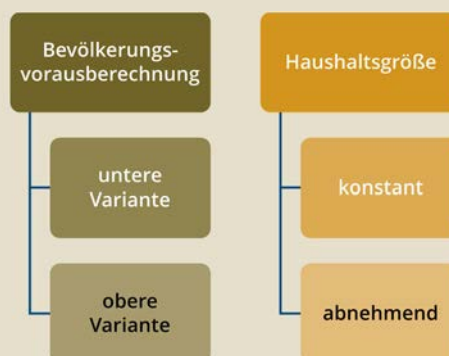 Bevölkerungs-
vorausberechnung
untere
Variante
obere
Variante
Haushaltsgröße
konstant
abnehmend